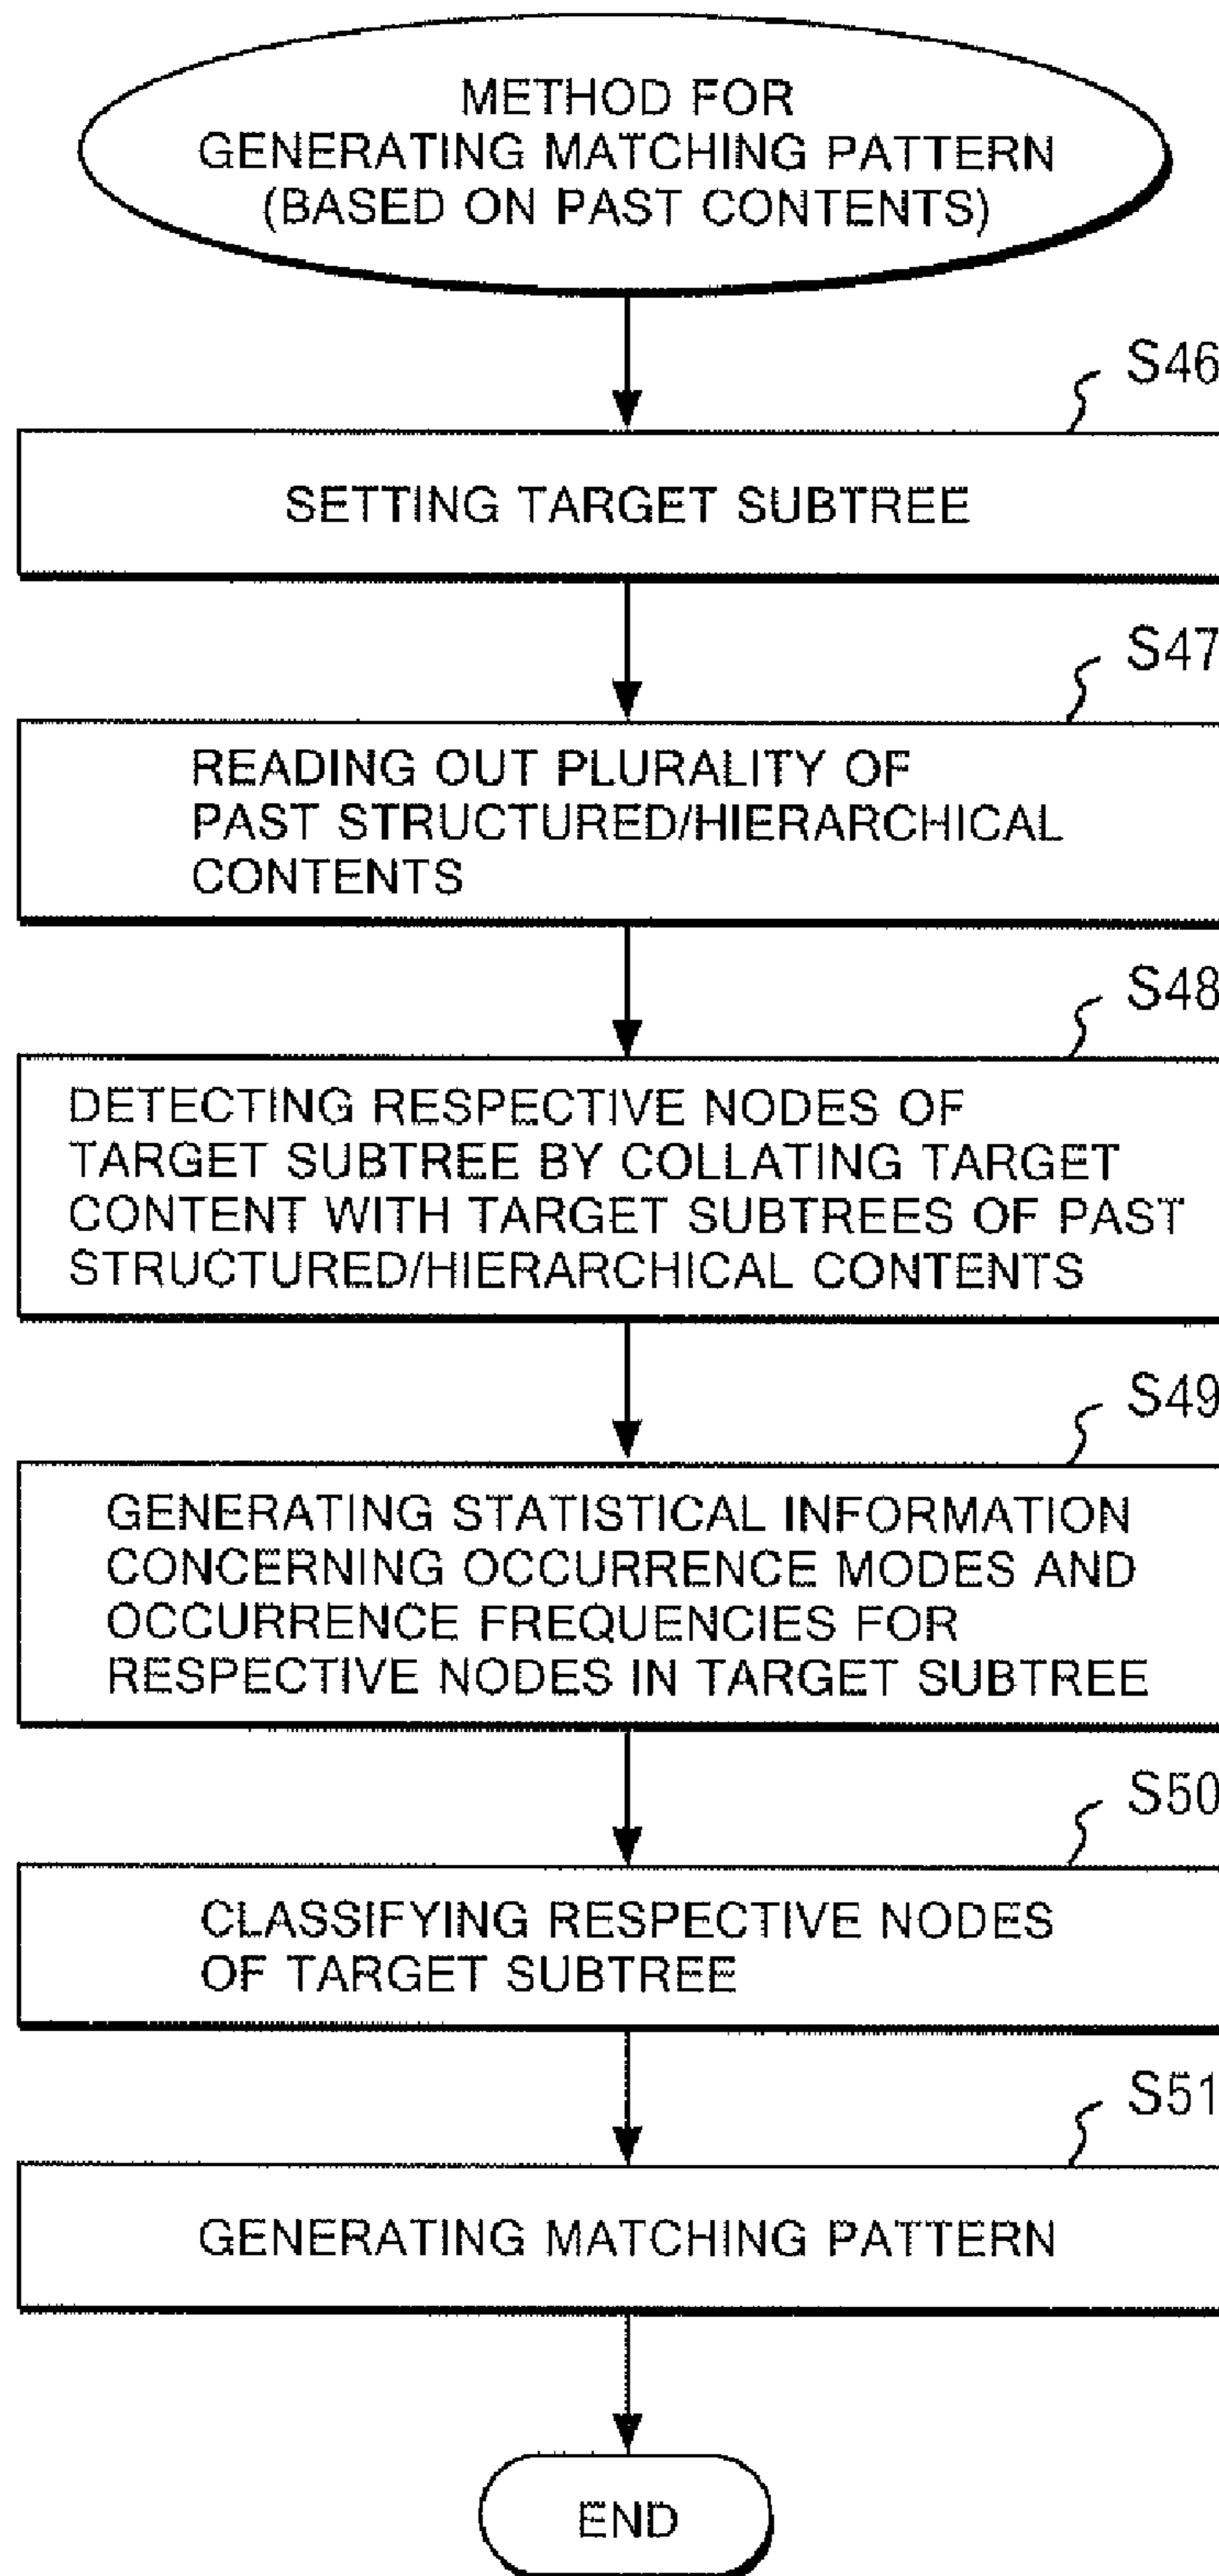 METHOD FOR
GENERATING MATCHING PATTERN
(BASED ON PAST CONTENTS)
S46
SETTING TARGET SUBTREE
S47
READING OUT PLURALITY OF
PAST STRUCTURED/HIERARCHICAL
CONTENTS
S48
DETECTING RESPECTIVE NODES OF
TARGET SUBTREE BY COLLATING TARGET
CONTENT WITH TARGET SUBTREES OF PAST
STRUCTURED/HIERARCHICAL CONTENTS
S49
GENERATING STATISTICAL INFORMATION
CONCERNING OCCURRENCE MODES AND
OCCURRENCE FREQUENCIES FOR
RESPECTIVE NODES IN TARGET SUBTREE
S50
CLASSIFYING RESPECTIVE NODES
OF TARGET SUBTREE
S51
GENERATING MATCHING PATTERN
END